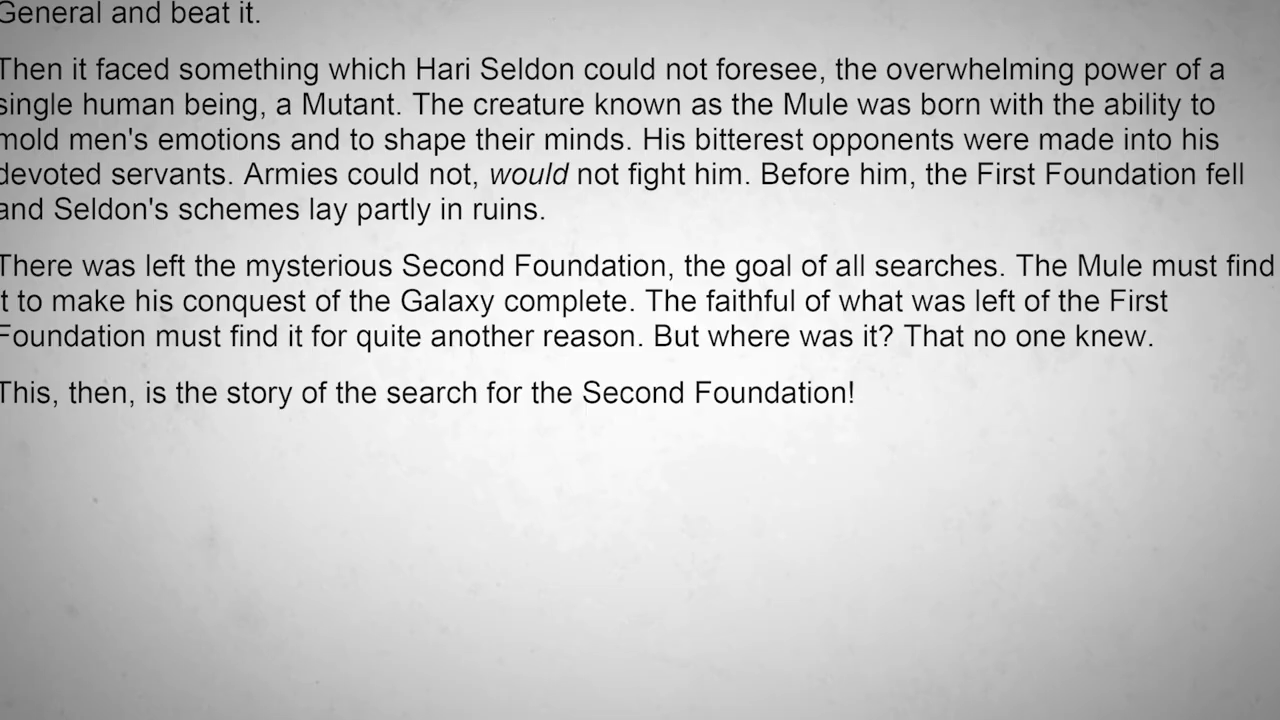 General and beat it.
Then it faced something which Hari Seldon could not foresee, the overwhelming power of a
single human being, a Mutant. The creature known as the Mule was born with the ability to
mold men's emotions and to shape their minds. His bitterest opponents were made into his
devoted servants. Armies could not, would not fight him. Before him, the First Foundation fell
and Seldon's schemes lay partly in ruins.
There was left the mysterious Second Foundation, the goal of all searches. The Mule must find
it to make his conquest of the Galaxy complete. The faithful of what was left of the First
Foundation must find it for quite another reason. But where was it? That no one knew.
This, then, is the story of the search for the Second Foundation!